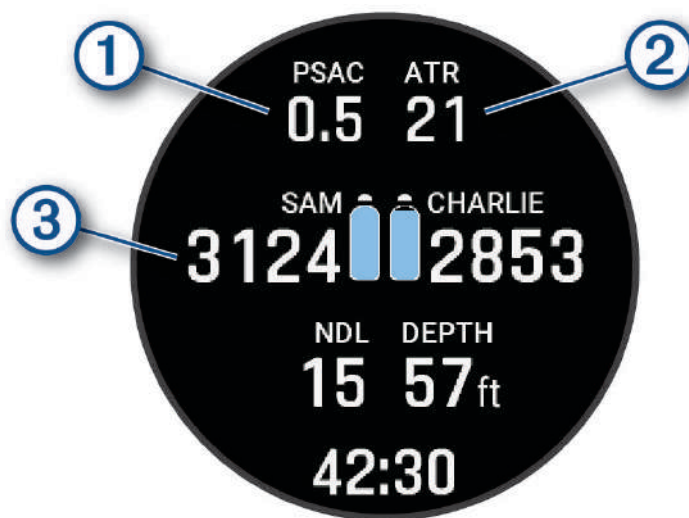 1
2
PSAC ATR
0.5 21
3
SAM CHARLIE
3124 2853
NDL DEPTH
15 57ft
42:30